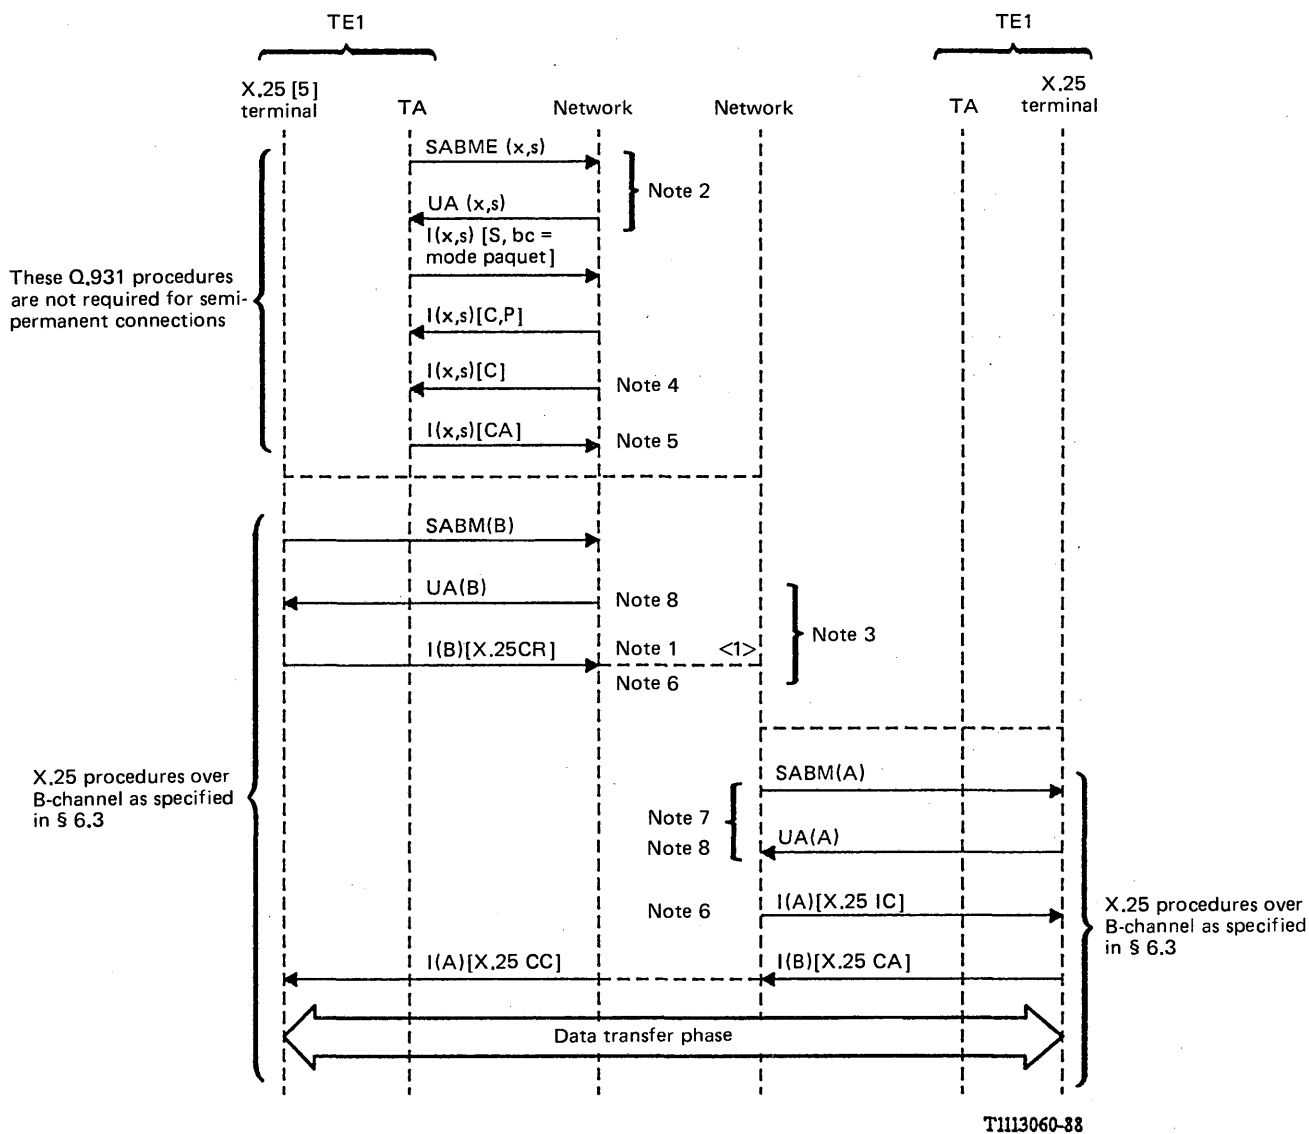 TE1
TE1
X.25 [5]
terminal
TA
Network
Network
TA
X.25
terminal
SABME (x,s)
Note 2
UA (x,s)
I(x,s) [S, bc =
mode paquet]
These Q.931 procedures
are not required for semi-
permanent connections
I(x,s)[C,P]
I(x,s)[C]
Note 4
I(x,s)[CA]
Note 5
SABM(B)
UA(B)
Note 8
Note 3
I(B)[X.25CR]
Note 1
<1>
Note 6
X.25 procedures over
B-channel as specified
in § 6.3
SABM(A)
Note 7
UA(A)
Note 8
I(A)[X.25 IC]
Note 6
X.25 procedures over
B-channel as specified
in § 6.3
I(A)[X.25 CC]
I(B)[X.25 CA]
Data transfer phase
T1113060-88